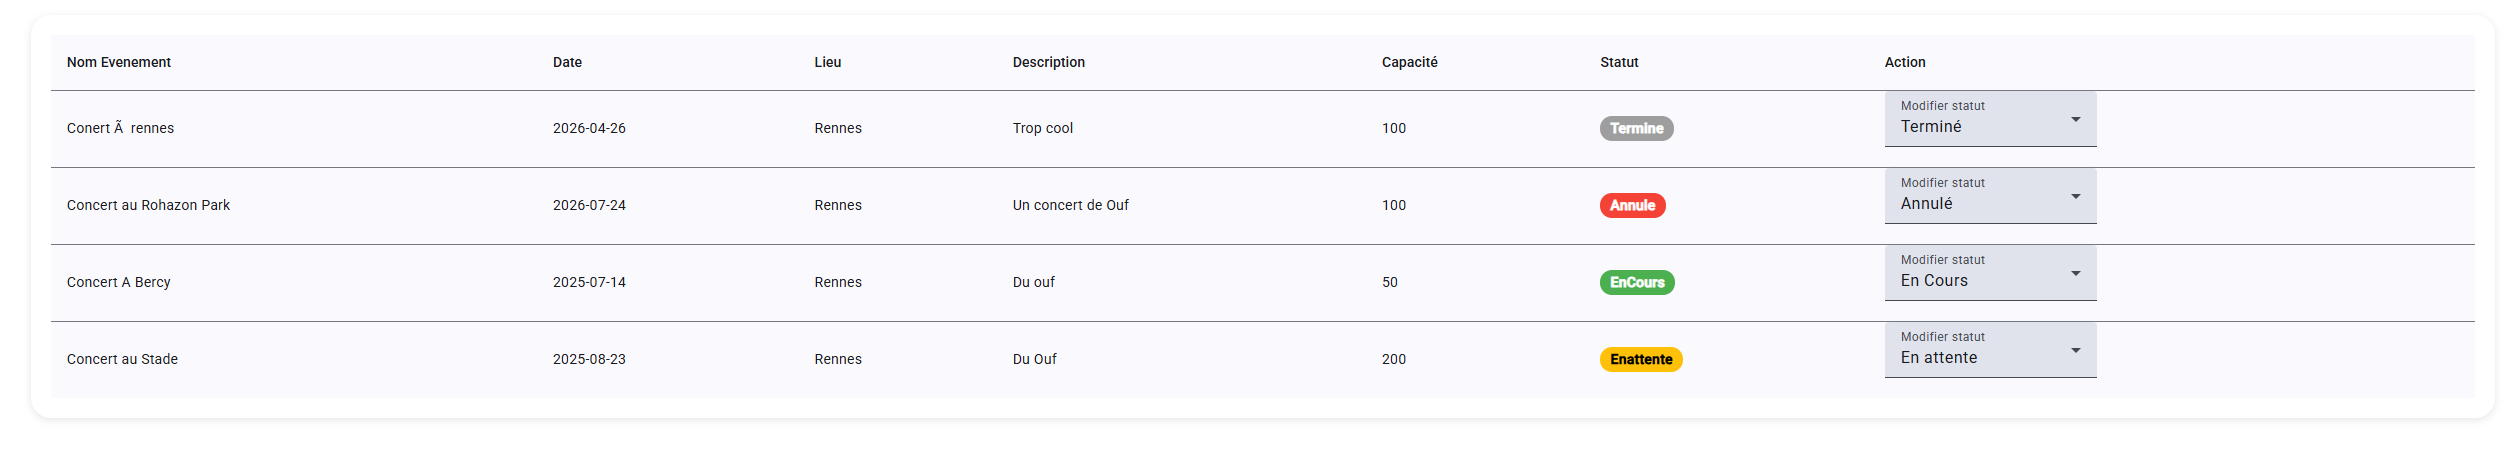 Nom Evenement Date Lieu Description Capacité Statut Action
Conert Ã  rennes 2026-04-26 Rennes Trop cool 100 Termine Modifier statut Terminé
Concert au Rohazon Park 2026-07-24 Rennes Un concert de Ouf 100 Annule Modifier statut Annulé
Concert A Bercy 2025-07-14 Rennes Du ouf 50 EnCours Modifier statut En Cours
Concert au Stade 2025-08-23 Rennes Du Ouf 200 Enattente Modifier statut En attente